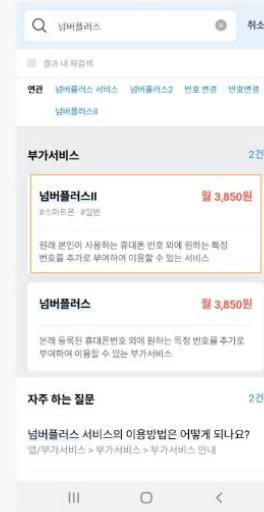 넘버플러스
취소
결과 내 재검색
연관 넘버플러스 서비스 넘버플러스2 번호 변경 번호변경
넘버플러스Ⅱ
부가서비스 2건
넘버플러스Ⅱ 월 3,850원
#스마트폰 #일반
원래 본인이 사용하는 휴대폰 번호 외에 원하는 특정
번호를 추가로 부여하여 이용할 수 있는 서비스
넘버플러스 월 3,850원
본래 등록된 휴대폰번호 외에 원하는 특정 번호를 추가로
부여하여 이용할 수 있는 부가서비스
자주 하는 질문 2건
넘버플러스 서비스의 이용방법은 어떻게 되나요?
앱/부가서비스 > 부가서비스 > 부가서비스 안내